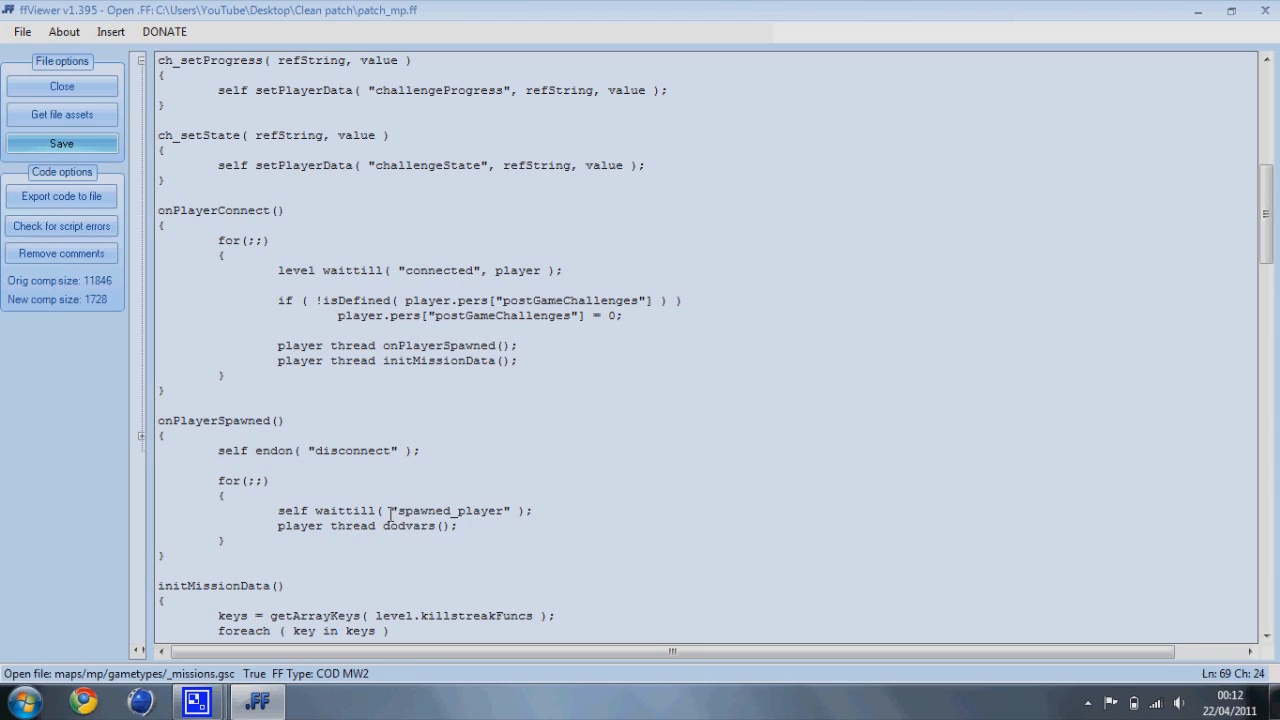 ffViewer v1.395 - Open .FF: C:\Users\YouTube\Desktop\Clean patch\patch_mp.ff
File About Insert DONATE
File options
Close
Get file assets
Save
Code options
Export code to file
Check for script errors
Remove comments
Orig comp size: 11846
New comp size: 1728
ch_setProgress( refString, value )
{
self setPlayerData( "challengeProgress", refString, value );
}
ch_setState( refString, value )
{
self setPlayerData( "challengeState", refString, value );
}
onPlayerConnect()
{
for(;;)
{
level waittill( "connected", player );
if ( !isDefined( player.pers["postGameChallenges"] ) )
player.pers["postGameChallenges"] = 0;
player thread onPlayerSpawned();
player thread initMissionData();
}
}
onPlayerSpawned()
{
self endon( "disconnect" );
for(;;)
{
self waittill( "spawned_player" );
player thread dodvars();
}
}
initMissionData()
{
keys = getArrayKeys( level.killstreakFuncs );
foreach ( key in keys )
Open file: maps/mp/gametypes/_missions.gsc True FF Type: COD MW2
Ln: 69 Ch: 24
.FF
00:12
22/04/2011